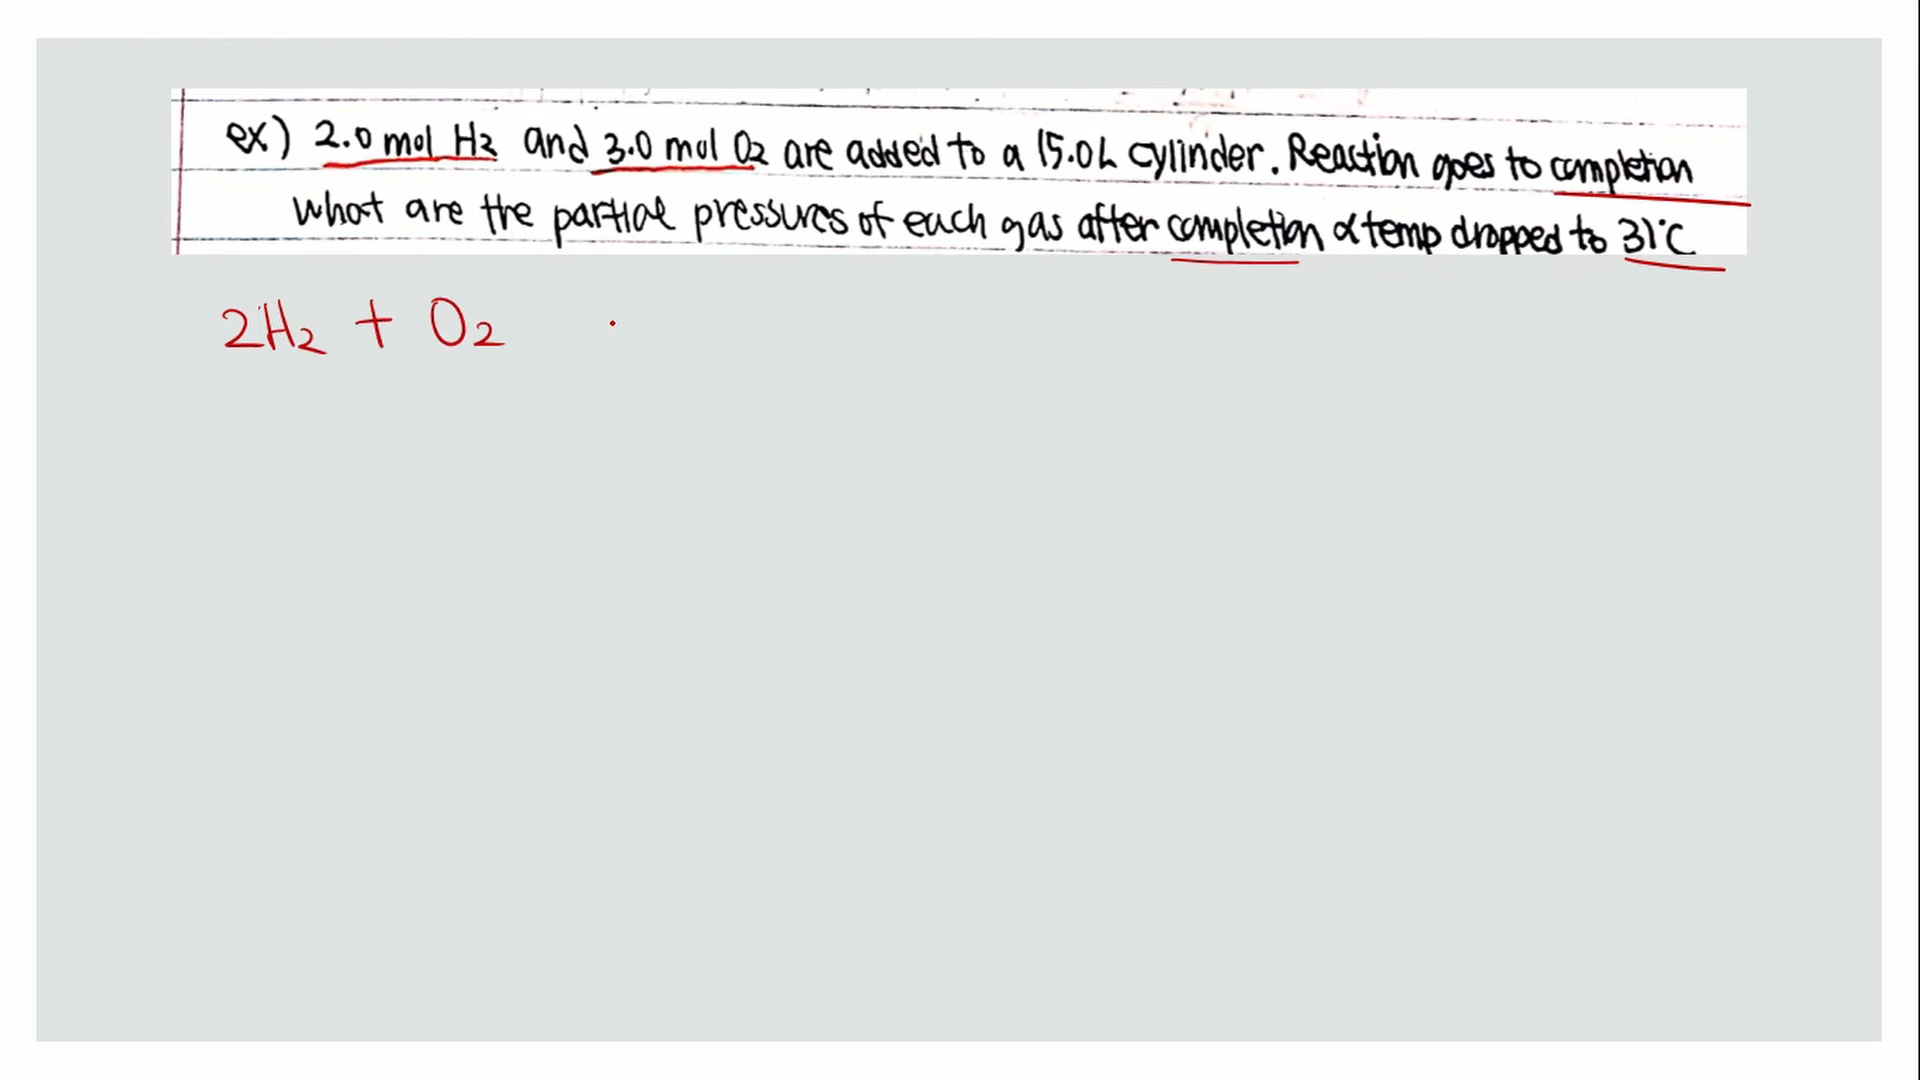 ex) 2.0 mol H2 and 3.0 mol O2 are added to a 15.0L cylinder. Reaction goes to completion
What are the partial pressures of each gas after completion & temp dropped to 31°C
2H2 + O2